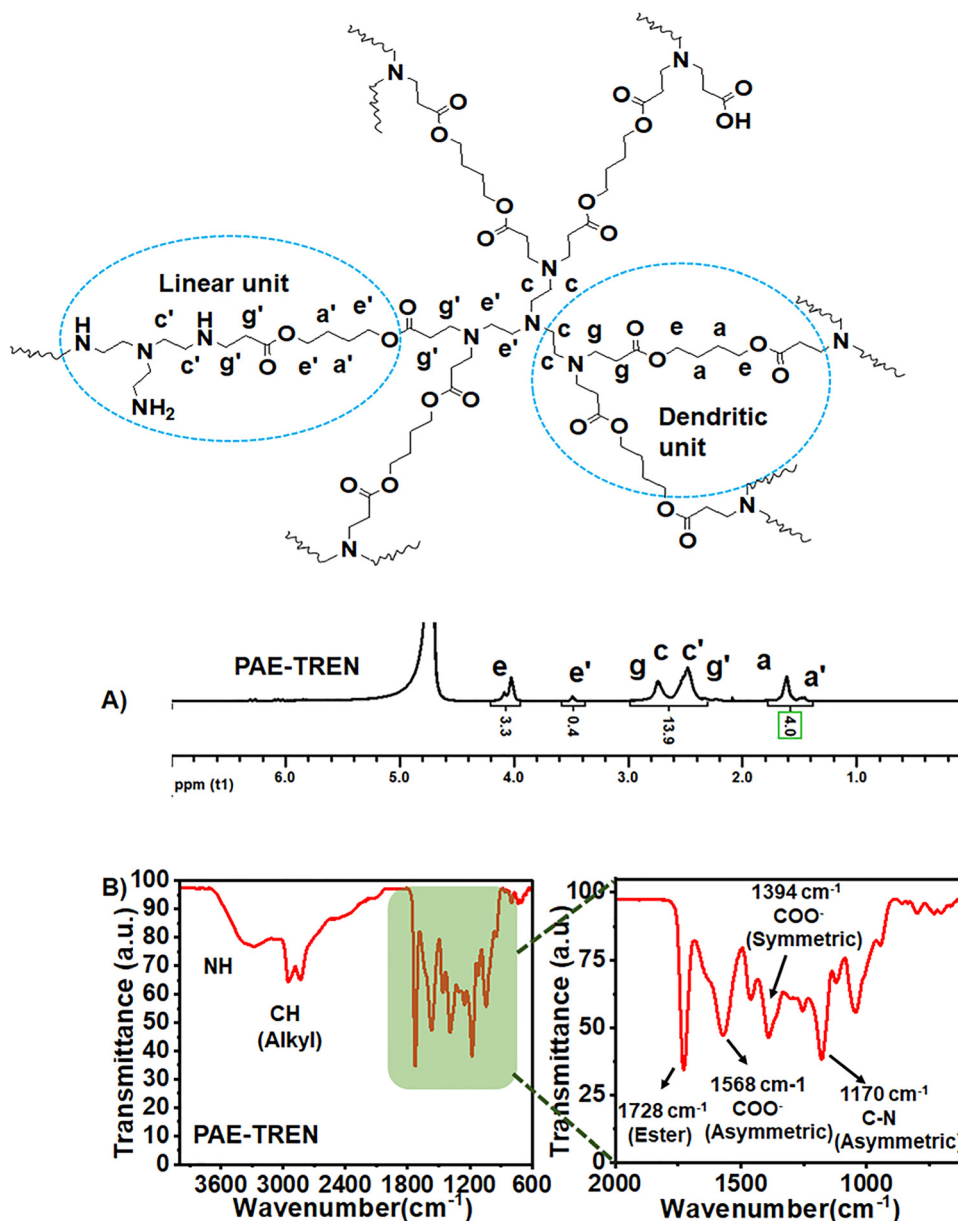 N
N
O
O
O
O
O
OH
O
O
O
O
N
Linear unit
H
N
c'
H
N
g'
a'
e'
O
g'
e'
c
c
N
c'
g'
O
e'
a'
O
g'
N
e'
N
c
c
g
g
O
O
e
a
a
e
O
O
N
NH2
N
O
O
O
O
Dendritic
unit
O
O
O
O
N
N
PAE-TREN
e
e'
g
c
c'
g'
a
a'
A)
3.3
0.4
13.9
4.0
ppm (t1)
6.0
5.0
4.0
3.0
2.0
1.0
B)
Transmittance (a.u.)
100
90
80
70
60
50
40
30
20
10
0
NH
CH
(Alkyl)
PAE-TREN
3600 3000 2400 1800 1200 600
Wavenumber(cm-1)
Transmittance (a.u.)
100
75
50
25
0
1394 cm-1
COO-
(Symmetric)
1728 cm-1
(Ester)
1568 cm-1
COO-
(Asymmetric)
1170 cm-1
C-N
(Asymmetric)
2000 1500 1000
Wavenumber(cm-1)